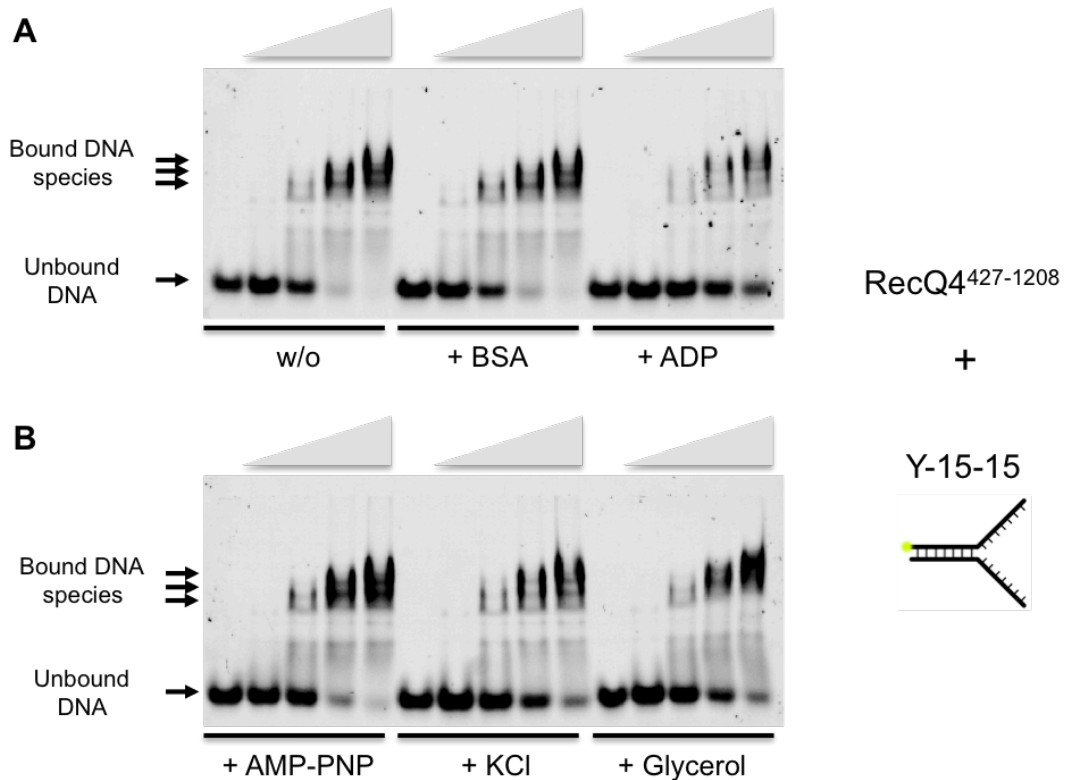 A
Bound DNA
species
Unbound
DNA
w/o
+ BSA
+ ADP
RecQ4⁴²⁷⁻¹²⁰⁸
+
B
Y-15-15
Bound DNA
species
Unbound
DNA
+ AMP-PNP
+ KCl
+ Glycerol